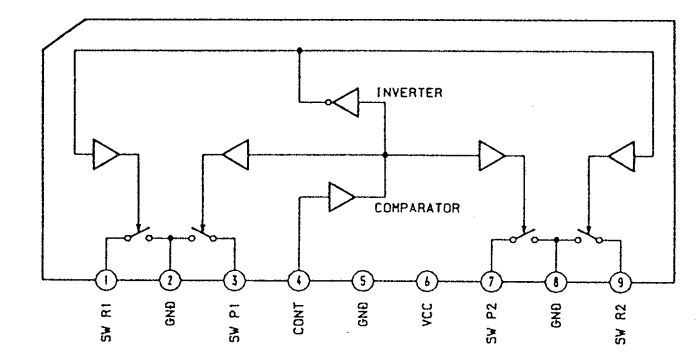 INVERTER
COMPARATOR
1
2
3
4
5
6
7
8
9
SW R1
GND
SW P1
CONT
GND
VCC
SW P2
GND
SW R2